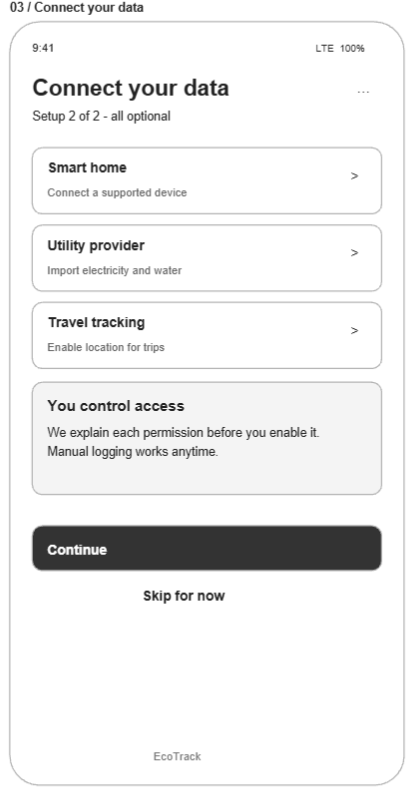 03 / Connect your data
9:41 LTE 100%
Connect your data
...
Setup 2 of 2 - all optional
Smart home
>
Connect a supported device
Utility provider
>
Import electricity and water
Travel tracking
>
Enable location for trips
You control access
We explain each permission before you enable it.
Manual logging works anytime.
Continue
Skip for now
EcoTrack